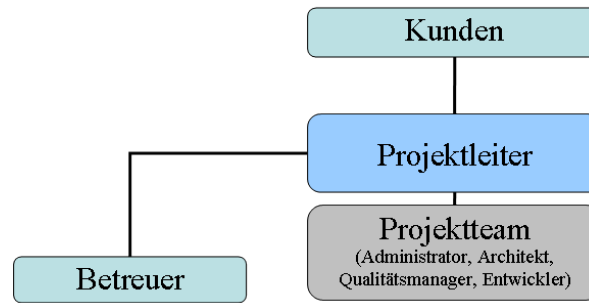 Kunden
Projektleiter
Projektteam
(Administrator, Architekt,
Qualitätsmanager, Entwickler)
Betreuer